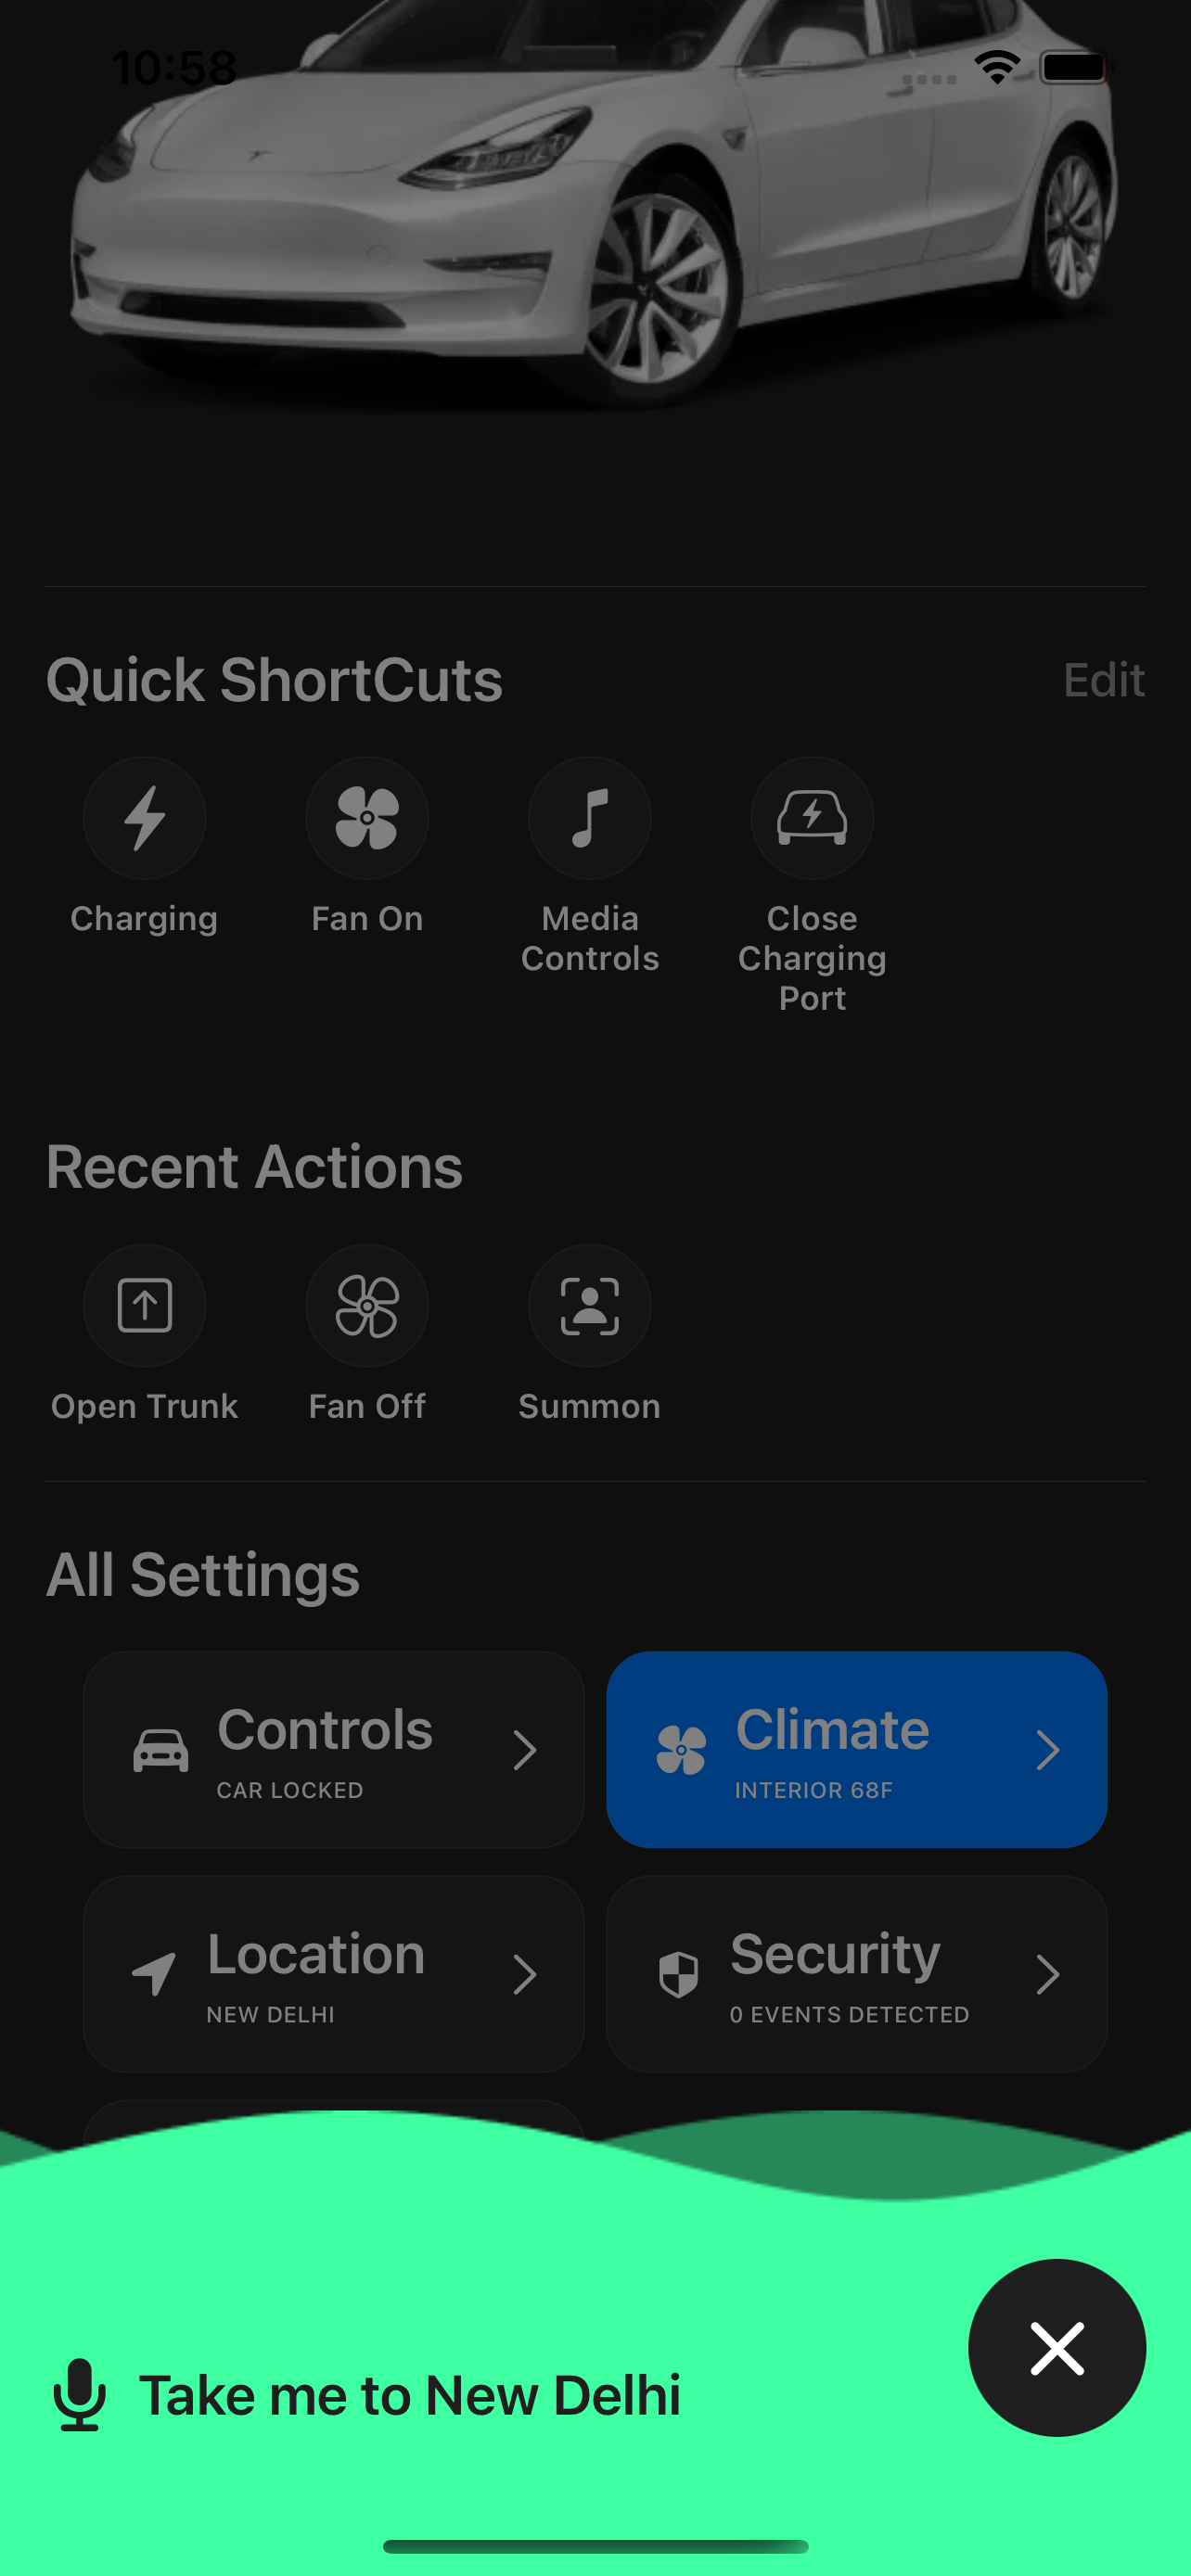 10:58
Quick ShortCuts
Edit
Charging
Fan On
Media
Controls
Close
Charging
Port
Recent Actions
Open Trunk
Fan Off
Summon
All Settings
Controls
CAR LOCKED
Climate
INTERIOR 68F
Location
NEW DELHI
Security
0 EVENTS DETECTED
Take me to New Delhi